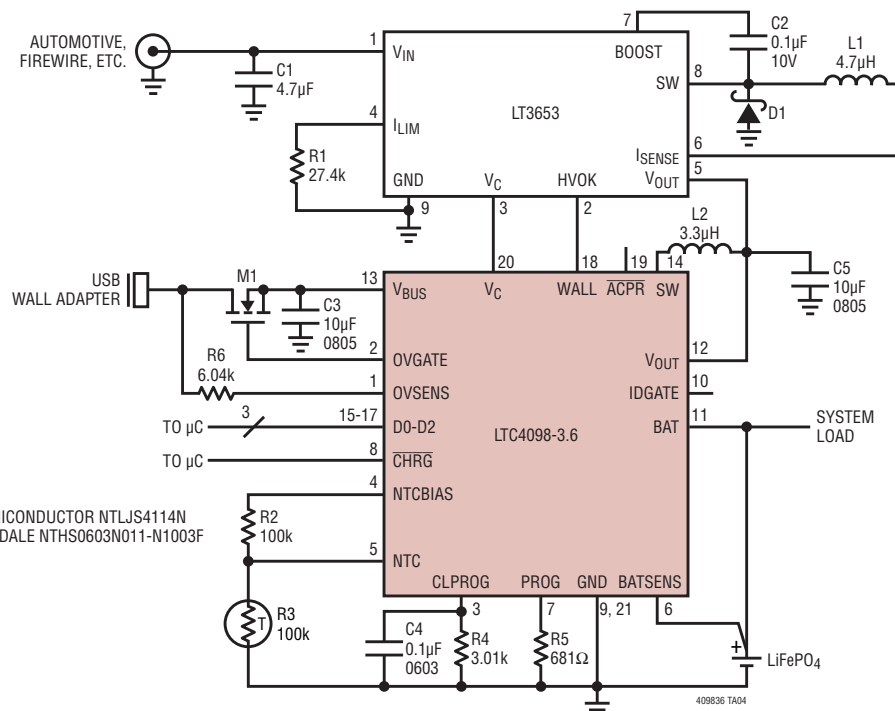 AUTOMOTIVE,
FIREWIRE, ETC.
C1
4.7µF
1
VIN
7
BOOST
C2
0.1µF
10V
L1
4.7µH
SW
8
D1
LT3653
4
ILIM
R1
27.4k
ISENSE
6
VOUT
5
GND
9
VC
3
HVOK
2
L2
3.3µH
C5
10µF
0805
USB
WALL ADAPTER
M1
13
VBUS
20
VC
18
WALL
19
ACPR
14
SW
C3
10µF
0805
2
OVGATE
R6
6.04k
1
OVSENS
VOUT
12
IDGATE
10
TO µC
3
15-17
D0-D2
LTC4098-3.6
BAT
11
SYSTEM
LOAD
TO µC
8
CHRG
4
NTCBIAS
ICONDUCTOR NTLJS4114N
DALE NTHS0603N011-N1003F
R2
100k
5
NTC
T
R3
100k
CLPROG
3
PROG
7
GND
9, 21
BATSENS
6
C4
0.1µF
0603
R4
3.01k
R5
681Ω
+
LiFePO4
409836 TA04